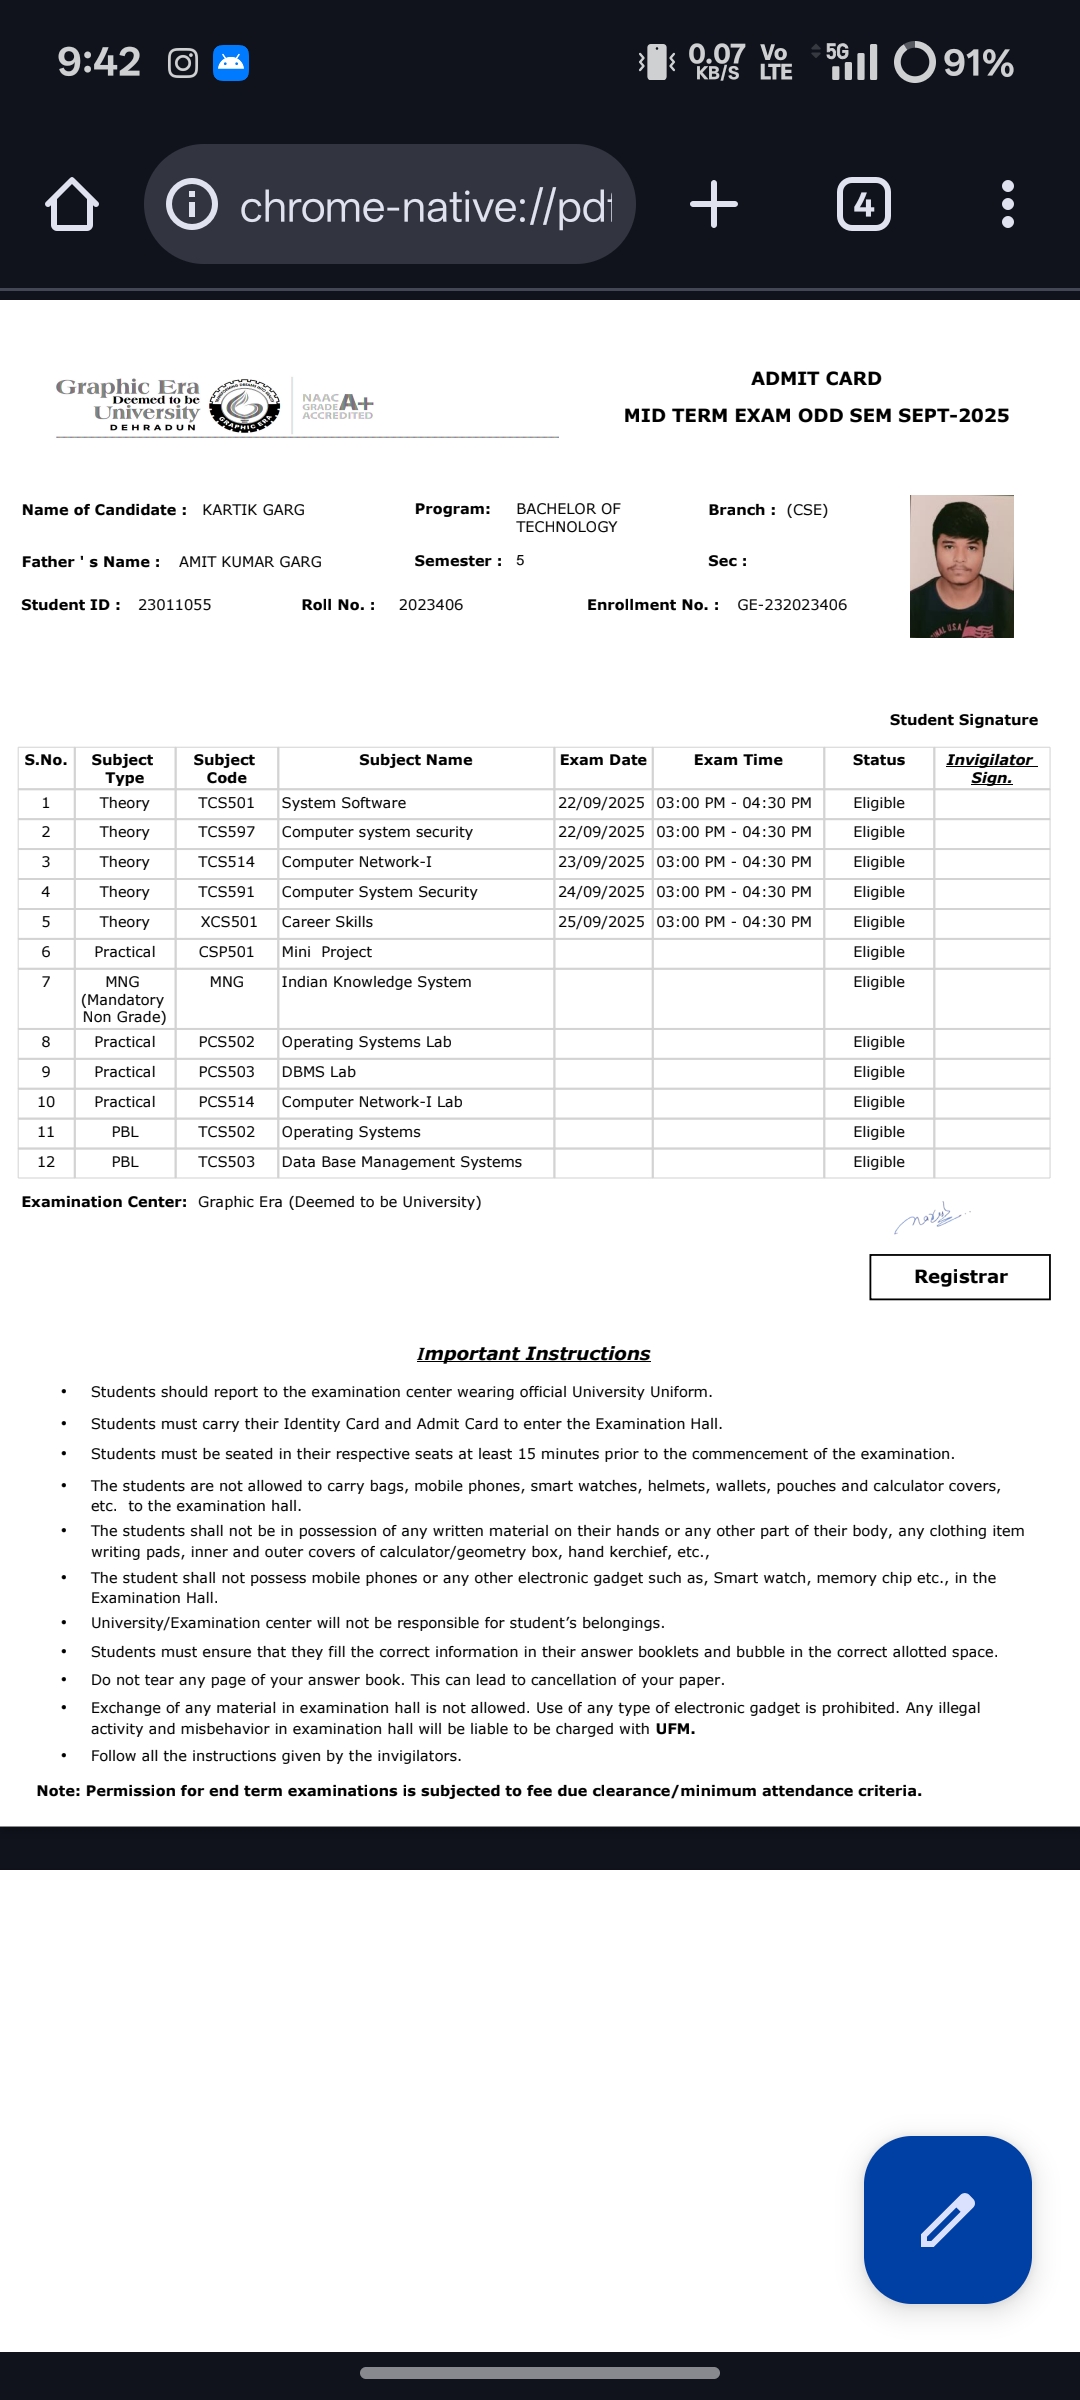 9:42 0.07 KB/S Vo LTE 5G 91%
chrome-native://pdf
4
Graphic Era
Deemed to be
University
DEHRADUN
GRAPHIC ERA
NAAC
GRADE A+
ACCREDITED
ADMIT CARD
MID TERM EXAM ODD SEM SEPT-2025
Name of Candidate : KARTIK GARG Program: BACHELOR OF TECHNOLOGY Branch : (CSE)
Father ' s Name : AMIT KUMAR GARG Semester : 5 Sec :
Student ID : 23011055 Roll No. : 2023406 Enrollment No. : GE-232023406
Student Signature
S.No. Subject Type Subject Code Subject Name Exam Date Exam Time Status Invigilator Sign.
1 Theory TCS501 System Software 22/09/2025 03:00 PM - 04:30 PM Eligible
2 Theory TCS597 Computer system security 22/09/2025 03:00 PM - 04:30 PM Eligible
3 Theory TCS514 Computer Network-I 23/09/2025 03:00 PM - 04:30 PM Eligible
4 Theory TCS591 Computer System Security 24/09/2025 03:00 PM - 04:30 PM Eligible
5 Theory XCS501 Career Skills 25/09/2025 03:00 PM - 04:30 PM Eligible
6 Practical CSP501 Mini Project Eligible
7 MNG (Mandatory Non Grade) MNG Indian Knowledge System Eligible
8 Practical PCS502 Operating Systems Lab Eligible
9 Practical PCS503 DBMS Lab Eligible
10 Practical PCS514 Computer Network-I Lab Eligible
11 PBL TCS502 Operating Systems Eligible
12 PBL TCS503 Data Base Management Systems Eligible
Examination Center: Graphic Era (Deemed to be University)
Registrar
Important Instructions
• Students should report to the examination center wearing official University Uniform.
• Students must carry their Identity Card and Admit Card to enter the Examination Hall.
• Students must be seated in their respective seats at least 15 minutes prior to the commencement of the examination.
• The students are not allowed to carry bags, mobile phones, smart watches, helmets, wallets, pouches and calculator covers,
etc. to the examination hall.
• The students shall not be in possession of any written material on their hands or any other part of their body, any clothing item
writing pads, inner and outer covers of calculator/geometry box, hand kerchief, etc.,
• The student shall not possess mobile phones or any other electronic gadget such as, Smart watch, memory chip etc., in the
Examination Hall.
• University/Examination center will not be responsible for student’s belongings.
• Students must ensure that they fill the correct information in their answer booklets and bubble in the correct allotted space.
• Do not tear any page of your answer book. This can lead to cancellation of your paper.
• Exchange of any material in examination hall is not allowed. Use of any type of electronic gadget is prohibited. Any illegal
activity and misbehavior in examination hall will be liable to be charged with UFM.
• Follow all the instructions given by the invigilators.
Note: Permission for end term examinations is subjected to fee due clearance/minimum attendance criteria.